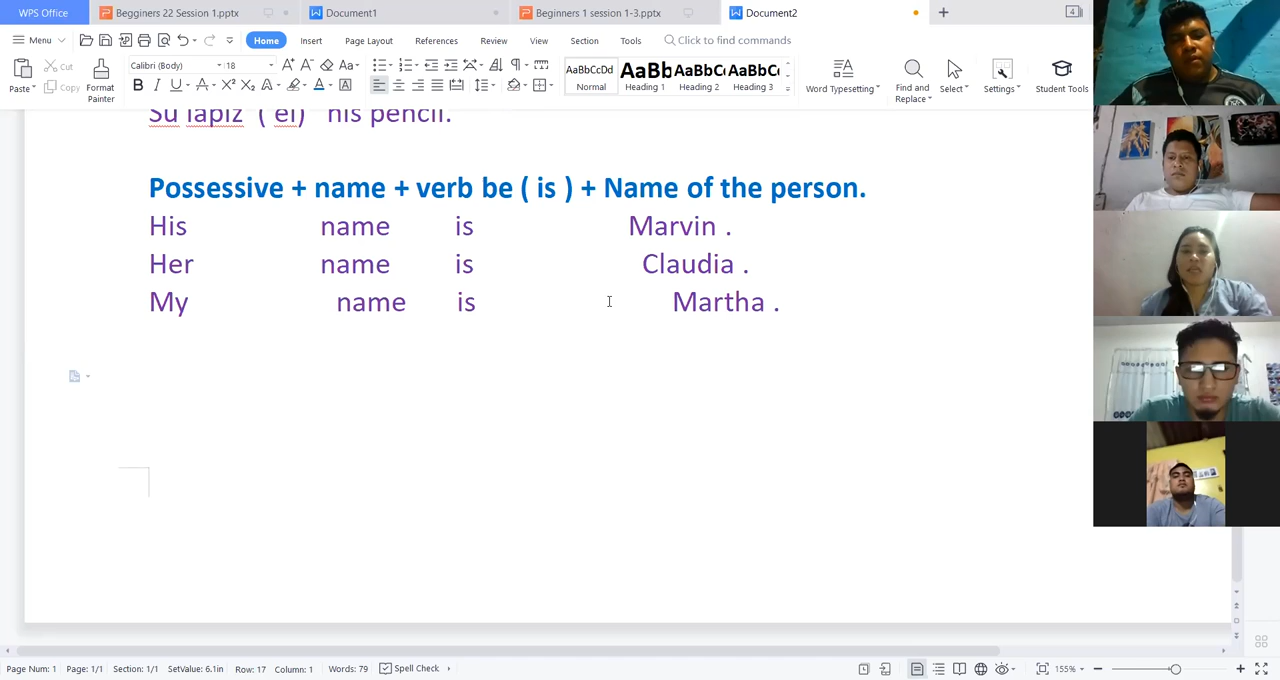 WPS Office Begginers 22 Session 1.pptx Document1 Beginners 1 session 1-3.pptx Document2
Menu Home Insert Page Layout References Review View Section Tools Click to find commands
Paste Cut Copy Format Painter Calibri (Body) 18 AaBbCcDd Normal AaBb Heading 1 AaBbC Heading 2 AaBbC Heading 3 Word Typesetting Find and Replace Select Settings Student Tools
Su lapiz ( el) his pencil.
Possessive + name + verb be ( is ) + Name of the person.
His name is Marvin .
Her name is Claudia .
My name is Martha .
Page Num: 1 Page: 1/1 Section: 1/1 SetValue: 6.1in Row: 17 Column: 1 Words: 79 Spell Check 155%